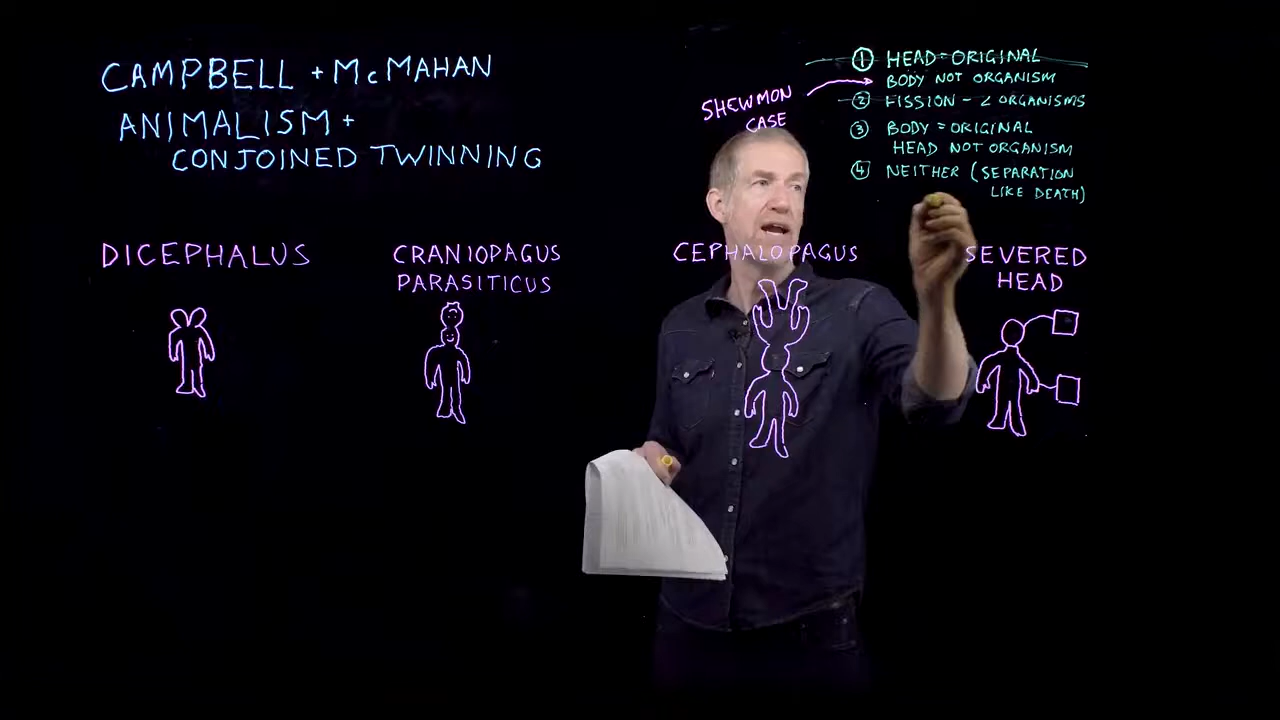 CAMPBELL + McMAHAN
ANIMALISM +
CONJOINED TWINNING
SHEWMON
CASE
① HEAD=ORIGINAL
BODY NOT ORGANISM
② FISSION - 2 ORGANISMS
③ BODY = ORIGINAL
HEAD NOT ORGANISM
④ NEITHER (SEPARATION
LIKE DEATH)
DICEPHALUS
CRANIOPAGUS
PARASITICUS
CEPHALOPAGUS
SEVERED
HEAD